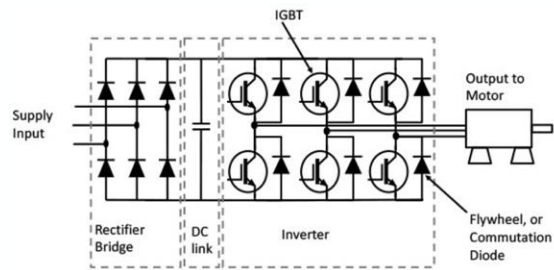 IGBT
Output to
Motor
Supply
Input
Flywheel, or
Commutation
Diode
Rectifier
Bridge
DC
link
Inverter